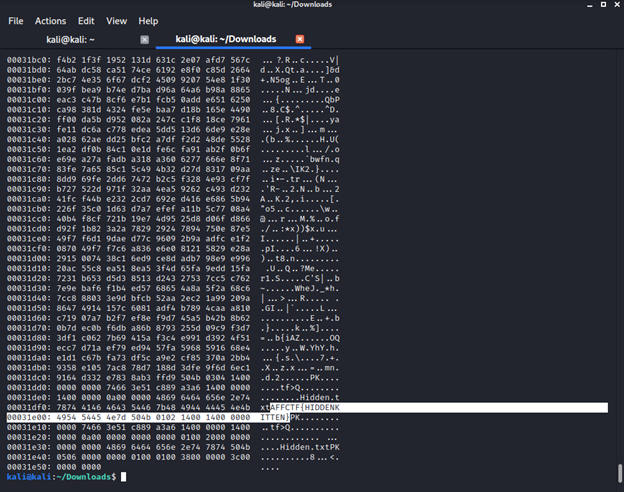 kali@kali: ~/Downloads
File Actions Edit View Help
kali@kali: ~
kali@kali: ~/Downloads
00031bc0: f4b2 1f3f 1952 131d 631c 2e07 afd7 567c ...?.R..c.....V|
00031bd0: 64ab dc58 ca51 74ce 6192 e8f0 c85d 2664 d..X.Qt.a....]&d
00031be0: 2bc7 4e35 6f67 dcf2 4509 9207 54e8 1f30 +.N5og..E...T..0
00031bf0: 039f bea9 b74e d7ba d96a 64a6 b98a 8865 .....N...jd....e
00031c00: eac3 c47b 8cf6 e7b1 fcb5 0add e651 6250 ...{.........QbP
00031c10: ca98 381d 4324 fe5e baa7 d18b 165e 4490 ..8.C$.^.....^D.
00031c20: ff00 da5b d952 082a 247c c1f8 18ce 7961 ...[.R.*$|....ya
00031c30: fe11 dc6a c778 edea 5dd5 13d6 6de9 e28e ...j.x..]...m...
00031c40: a028 62ae dd25 bfc2 a7df f2d2 48de 5528 .(b..%......H.U(
00031c50: 1ea2 df0b 84c1 0e1d fe6c fa91 ab2f 0b6f .........l.../.o
00031c60: e69e a27a fadb a318 a360 6277 666e 8f71 ...z.....`bwfn.q
00031c70: 83fe 7a65 85c1 5c49 4b32 d27d 8317 09aa ..ze..\IK2.}....
00031c80: 8dd9 69fe 2dd6 7472 b2c5 f328 4e93 cf7f ..i.-.tr...(N...
00031c90: b727 522d 971f 32aa 4ea5 9262 c493 d232 .'R-..2.N..b...2
00031ca0: 41fc f44b e232 2cd7 692e d416 e686 5b94 A..K.2,.i.....[.
00031cb0: 226f 35c0 1d63 d7a7 efef a11b 5c77 08a4 "o5..c......\w..
00031cc0: 40b4 f8cf 721b 19e7 4d95 25d8 06df d866 @...r...M.%....f
00031cd0: d92f 1b82 3a2a 7829 2924 7894 750e 87e5 ./..:*x))$x.u...
00031ce0: 49f7 f6d1 9dae d77c 9609 2b9a adfc e1f2 I......|..+.....
00031cf0: 0870 49f7 f7c6 a836 e6e0 8121 5829 e28a .pI....6...!X)..
00031d00: 2915 0074 38c1 6ed9 ce8d adb7 98e9 e996 )..t8.n.........
00031d10: 20ac 55c8 ea51 8ea5 3f4d 65fa 9edd 15fa .U..Q..?Me.....
00031d20: 7231 b653 d5d3 8513 d243 2753 7cc5 c762 r1.S.....C'S|..b
00031d30: 7e9e baf6 f1b4 ed57 6865 4a8a 5f2a 68c6 ~......WheJ._*h.
00031d40: 7cc8 8803 3e9d bfcb 52aa 2ec2 1a99 209a |...>...R..... .
00031d50: 8647 4914 157c 6081 adf4 b789 4caa a810 .GI..|`.....L...
00031d60: c719 07a7 b2f7 ef8e f9d7 45a5 b42b 8b62 ..........E..+.b
00031d70: 0b7d ec0b f6db a86b 8793 255d 09c9 f3d7 .}.....k..%]....
00031d80: 3df1 c062 7b69 415a f3c4 e991 d392 4f51 =..b{iAZ......OQ
00031d90: ecc7 d71a ef79 ed94 57fa 5968 5916 68e4 .....y..W.YhY.h.
00031da0: e1d1 c67b fa73 df5c a9e2 cf85 370a 2bb4 ...{.s.\....7.+.
00031db0: 9358 e105 7ac8 78d7 188d 3dfe 9f6d 6ec1 .X..z.x...=..mn.
00031dc0: 9164 d332 e783 8ab3 ffd9 504b 0304 1400 .d.2......PK....
00031dd0: 0000 0000 7466 3e51 c889 a3a6 1400 0000 ....tf>Q........
00031de0: 1400 0000 0a00 0000 4869 6464 656e 2e74 ........Hidden.t
00031df0: 7874 4146 4643 5446 7b48 4944 4445 4e4b xtAFFCTF{HIDDENK
00031e00: 4954 5445 4e7d 504b 0102 1400 1400 0000 ITTEN}PK........
00031e10: 0000 7466 3e51 c889 a3a6 1400 0000 1400 ..tf>Q..........
00031e20: 0000 0a00 0000 0000 0000 0100 2000 0000 ............ ...
00031e30: 0000 0000 4869 6464 656e 2e74 7874 504b ....Hidden.txtPK
00031e40: 0506 0000 0000 0100 0100 3800 0000 3c00 ..........8...<.
00031e50: 0000 0000 ....
kali@kali:~/Downloads$